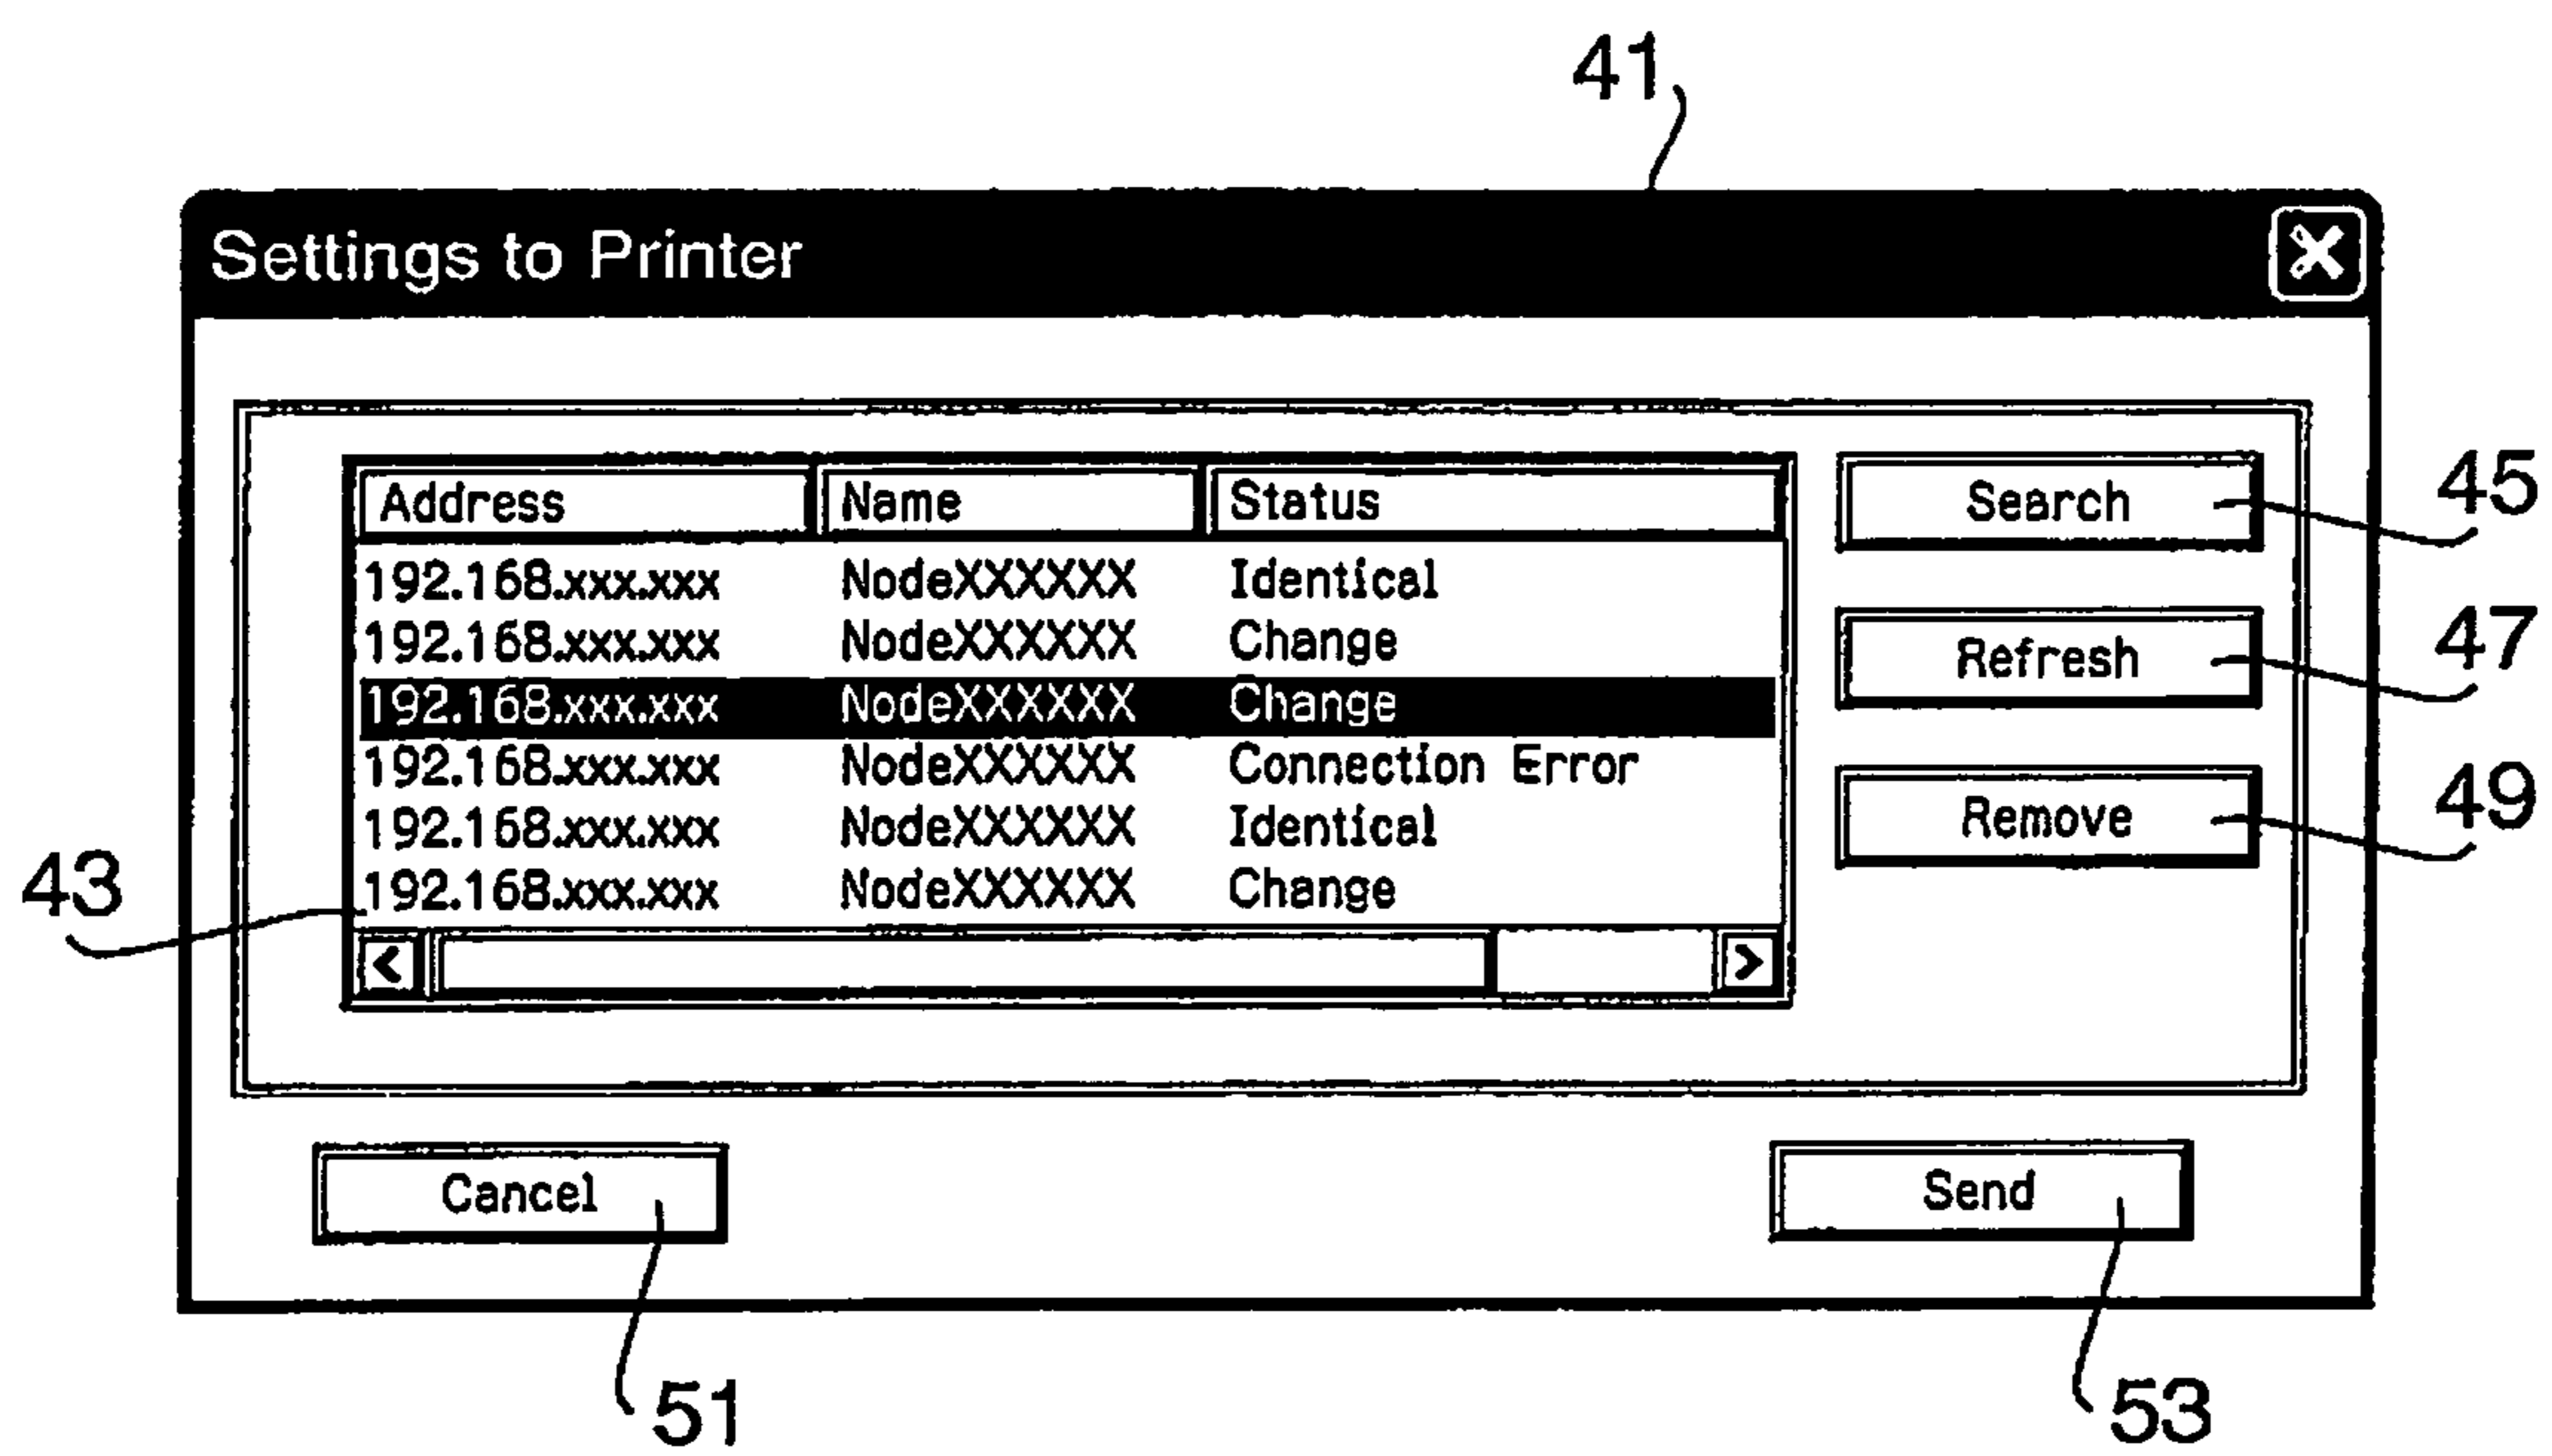 41
Settings to Printer
Address Name Status
192.168.xxx.xxx NodeXXXXXX Identical
192.168.xxx.xxx NodeXXXXXX Change
192.168.xxx.xxx NodeXXXXXX Change
192.168.xxx.xxx NodeXXXXXX Connection Error
192.168.xxx.xxx NodeXXXXXX Identical
192.168.xxx.xxx NodeXXXXXX Change
Search
45
Refresh
47
Remove
49
43
Cancel
Send
51
53